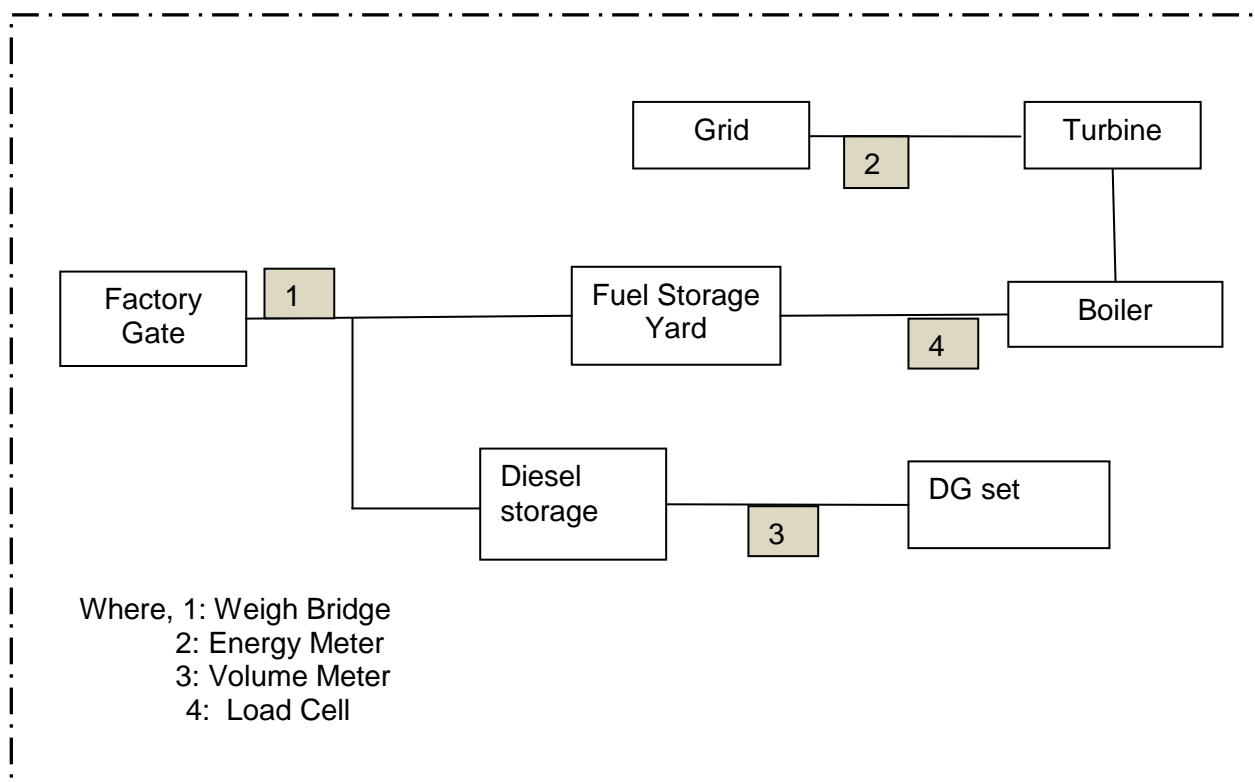 Grid
Turbine
2
Factory
Gate
1
Fuel Storage
Yard
4
Boiler
Diesel
storage
3
DG set
Where, 1: Weigh Bridge
2: Energy Meter
3: Volume Meter
4: Load Cell